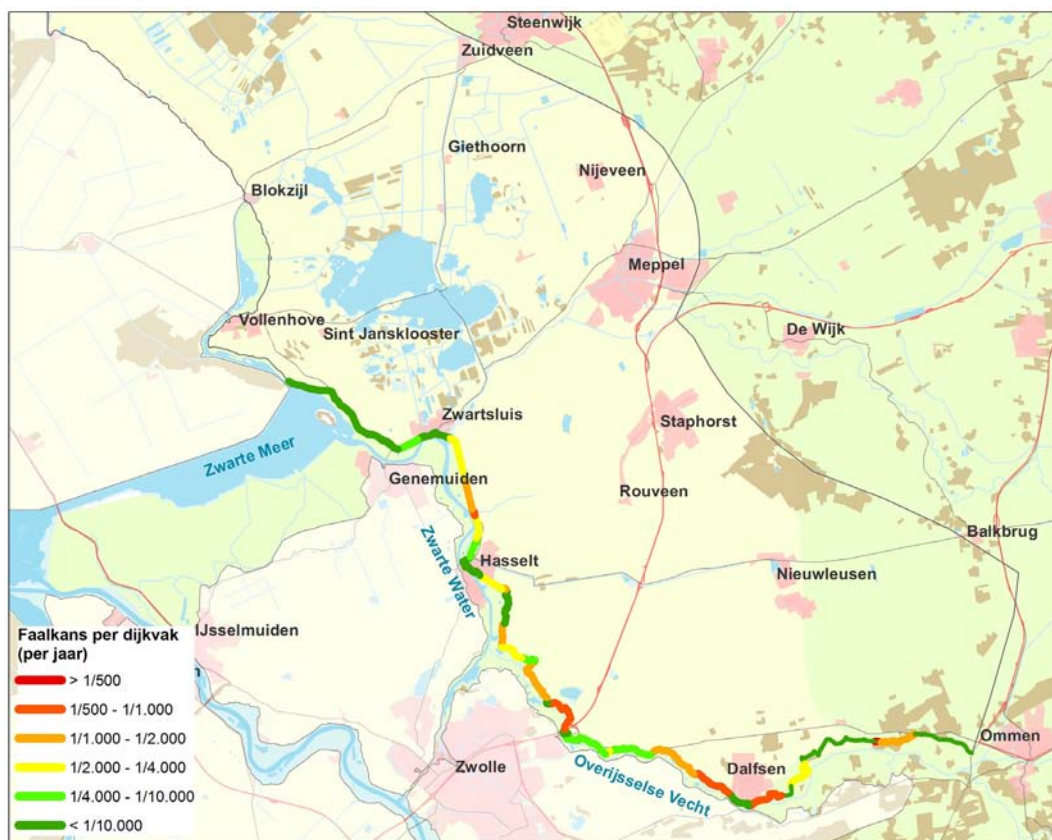 Steenwijk
Zuidveen
Giethoorn
Nijeveen
Blokzijl
Meppel
Vollenhove
Sint Jansklooster
De Wijk
Zwartsluis
Staphorst
Zwarte Meer
Genemuiden
Rouveen
Zwarte Water
Hasselt
Balkbrug
Nieuwleusen
IJsselmuiden
Ommen
Zwolle
Dalfsen
Overijsselse Vecht
Faalkans per dijkvak
(per jaar)
> 1/500
1/500 - 1/1.000
1/1.000 - 1/2.000
1/2.000 - 1/4.000
1/4.000 - 1/10.000
< 1/10.000